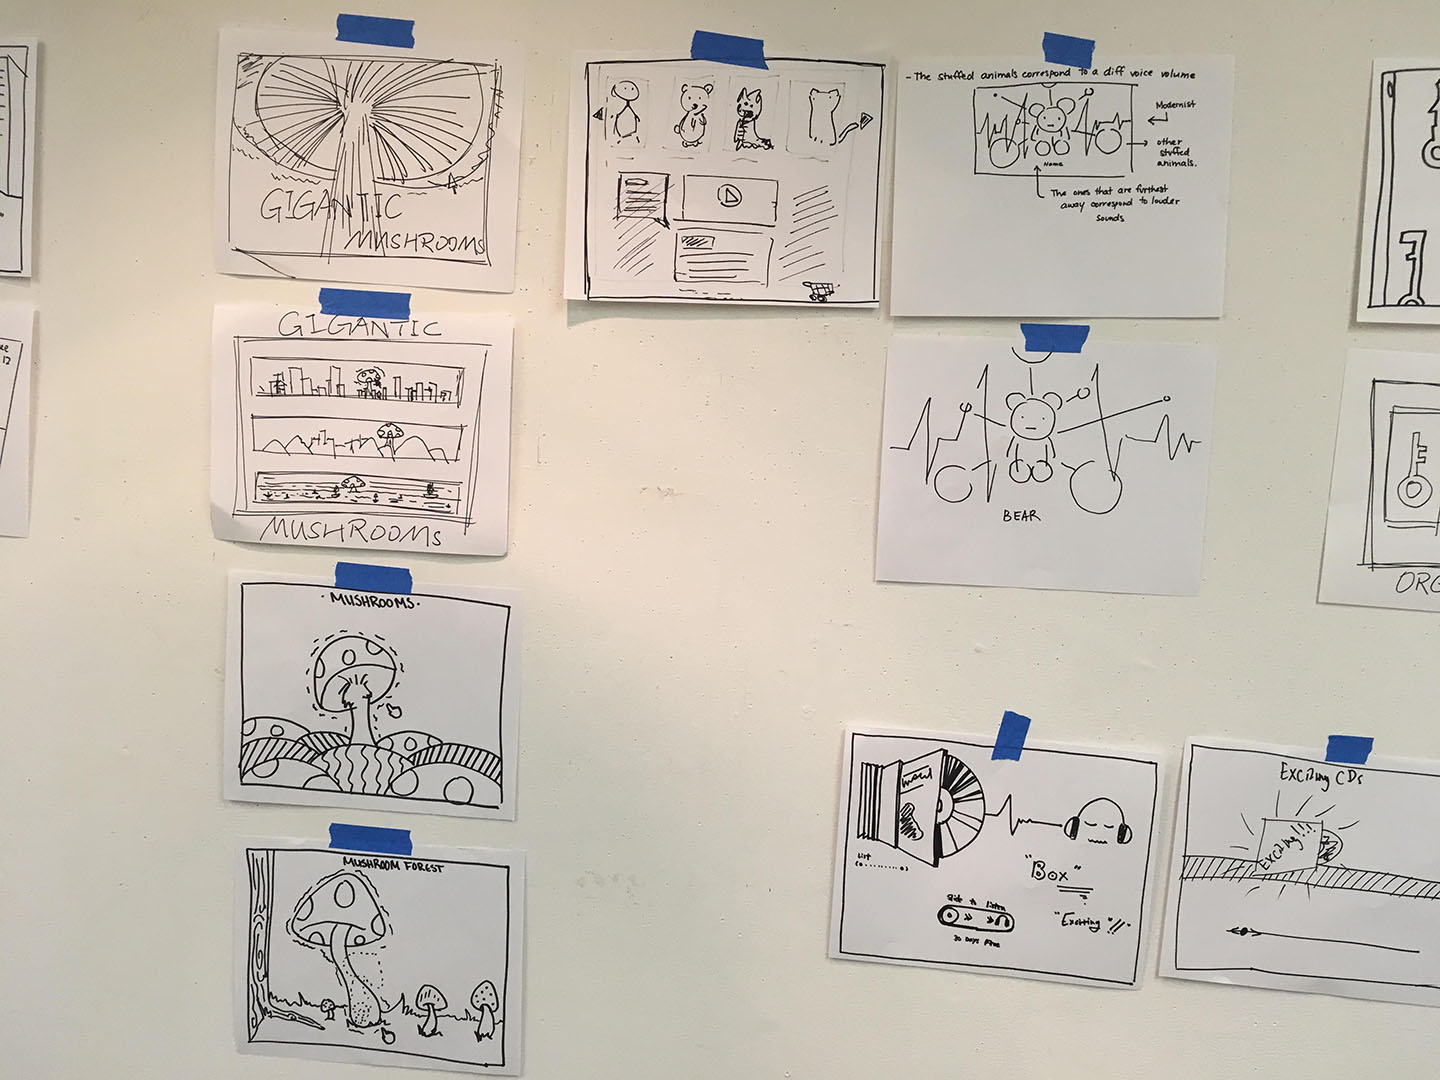 GIGANTIC
MUSHROOMS
GIGANTIC
MUSHROOMS
· MUSHROOMS ·
MUSHROOM FOREST
- The stuffed animals correspond to a diff voice volume
Modernist
other
stuffed
animals.
Name
The ones that are furthest
away correspond to louder
sounds
BEAR
List
"Box"
to listen
30 Days Free
"Exciting"!!
Exciting CDs
Exciting!!!
12
ORG